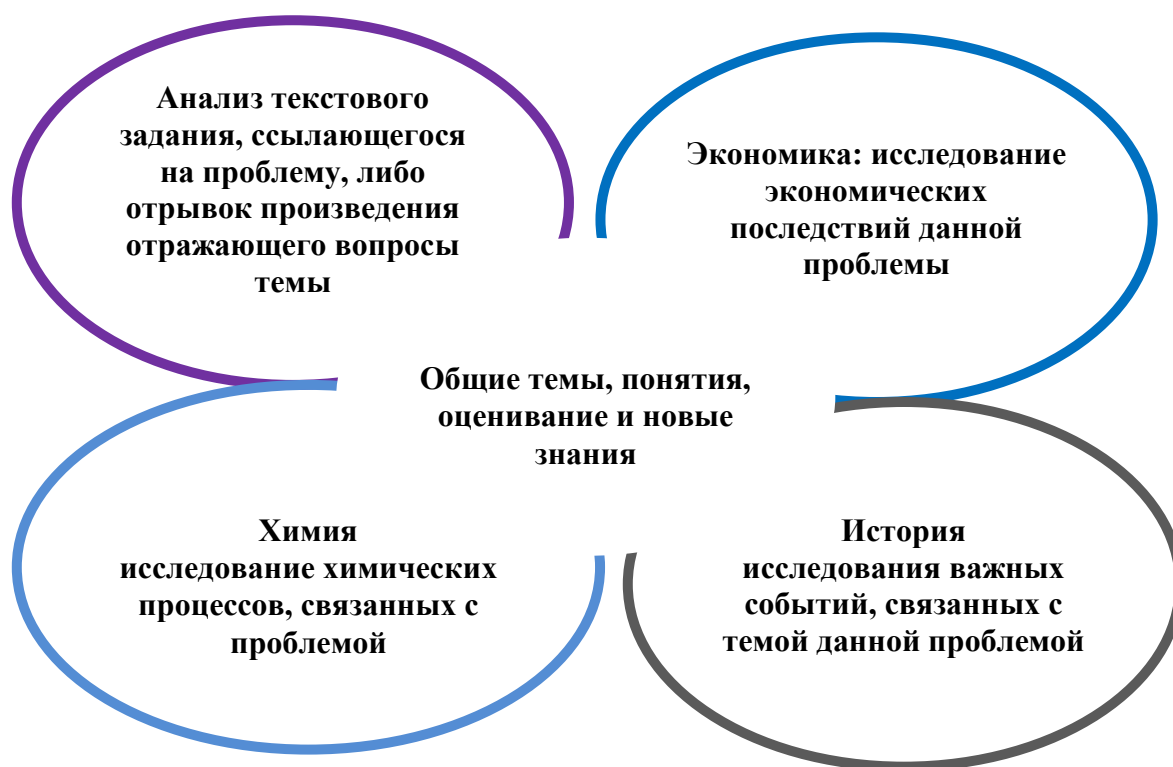 Анализ текстового
задания, ссылающегося
на проблему, либо
отрывок произведения
отражающего вопросы
темы
Экономика: исследование
экономических
последствий данной
проблемы
Общие темы, понятия,
оценивание и новые
знания
Химия
исследование химических
процессов, связанных с
проблемой
История
исследования важных
событий, связанных с
темой данной проблемой